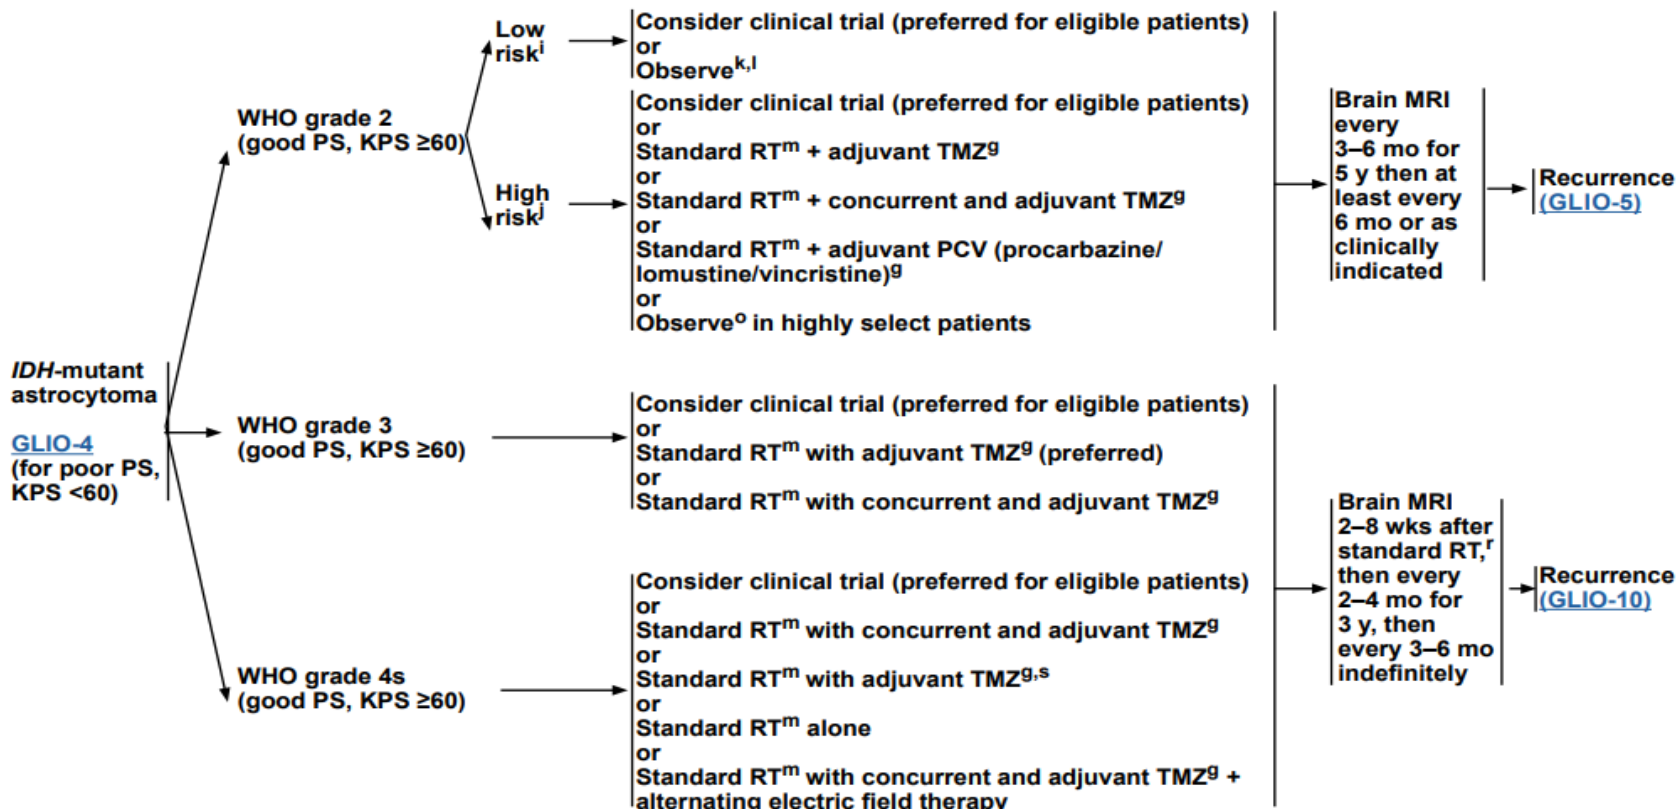 Low
riskⁱ
Consider clinical trial (preferred for eligible patients)
or
Observeᵏ,ˡ
WHO grade 2
(good PS, KPS ≥60)
High
riskʲ
Consider clinical trial (preferred for eligible patients)
or
Standard RTᵐ + adjuvant TMZᵍ
or
Standard RTᵐ + concurrent and adjuvant TMZᵍ
or
Standard RTᵐ + adjuvant PCV (procarbazine/
lomustine/vincristine)ᵍ
or
Observeᵒ in highly select patients
Brain MRI
every
3–6 mo for
5 y then at
least every
6 mo or as
clinically
indicated
Recurrence
(GLIO-5)
IDH-mutant
astrocytoma
GLIO-4
(for poor PS,
KPS <60)
WHO grade 3
(good PS, KPS ≥60)
Consider clinical trial (preferred for eligible patients)
or
Standard RTᵐ with adjuvant TMZᵍ (preferred)
or
Standard RTᵐ with concurrent and adjuvant TMZᵍ
WHO grade 4s
(good PS, KPS ≥60)
Consider clinical trial (preferred for eligible patients)
or
Standard RTᵐ with concurrent and adjuvant TMZᵍ
or
Standard RTᵐ with adjuvant TMZᵍ,ˢ
or
Standard RTᵐ alone
or
Standard RTᵐ with concurrent and adjuvant TMZᵍ +
alternating electric field therapy
Brain MRI
2–8 wks after
standard RT,ʳ
then every
2–4 mo for
3 y, then
every 3–6 mo
indefinitely
Recurrence
(GLIO-10)